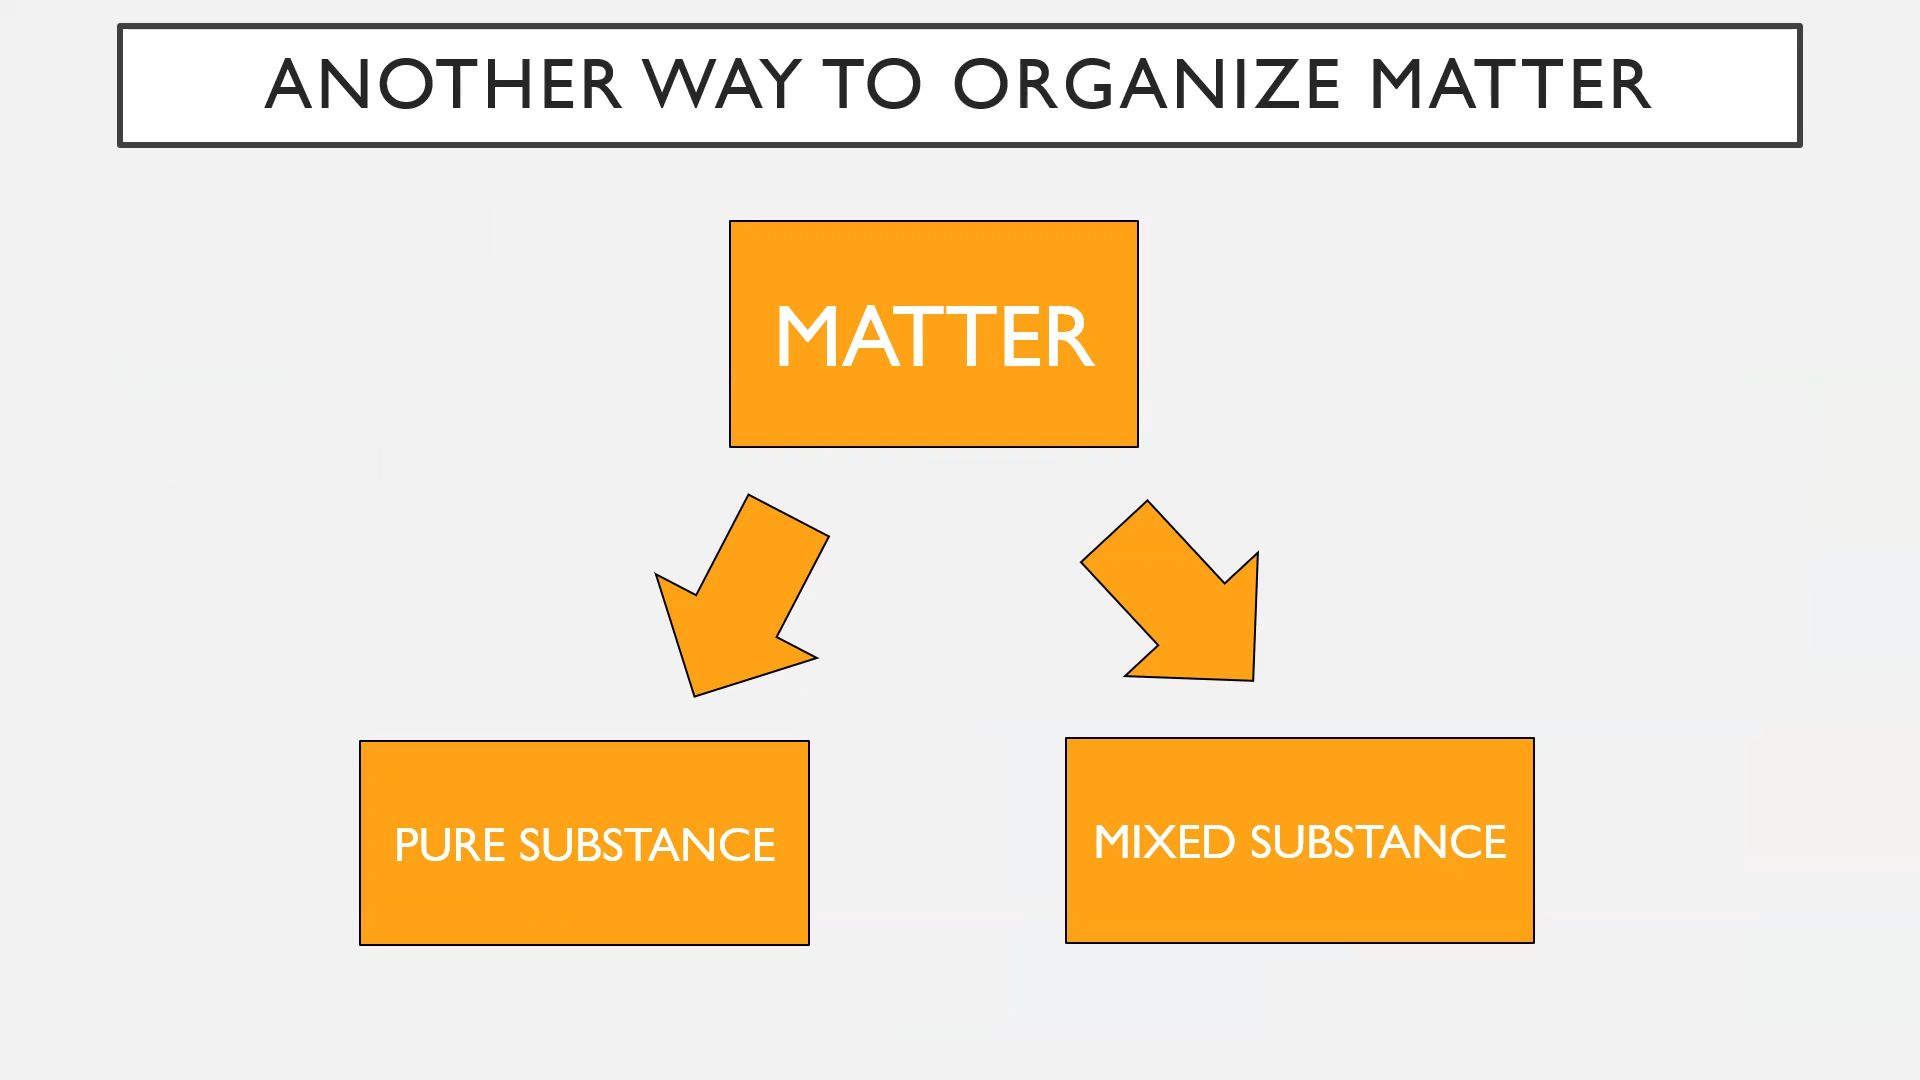 ANOTHER WAY TO ORGANIZE MATTER
MATTER
PURE SUBSTANCE
MIXED SUBSTANCE